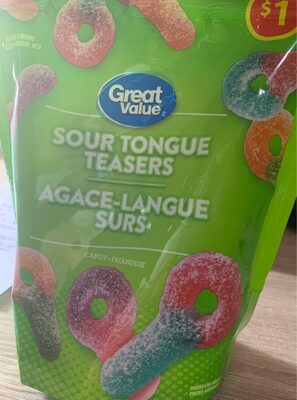 $1
Great
Value
SOUR TONGUE
TEASERS
AGACE-LANGUE
SURS
CANDY • FRIANDISE